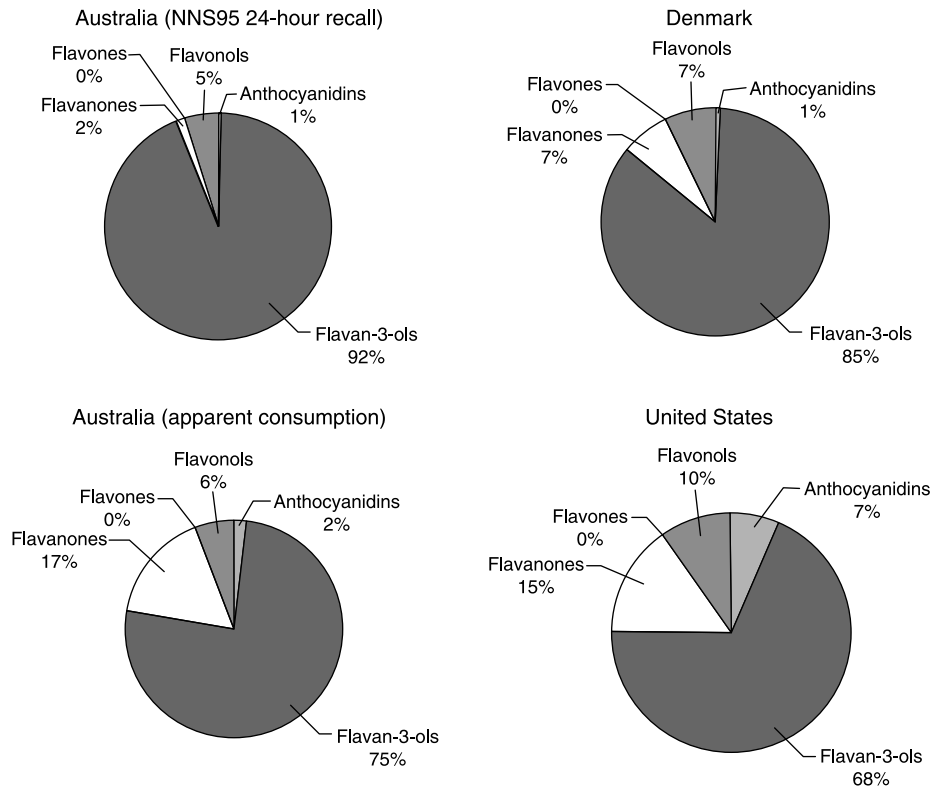 Australia (NNS95 24-hour recall)
Flavones
0%
Flavonols
5%
Flavanones
2%
Anthocyanidins
1%
Flavan-3-ols
92%
Denmark
Flavonols
7%
Flavones
0%
Anthocyanidins
1%
Flavanones
7%
Flavan-3-ols
85%
Australia (apparent consumption)
Flavonols
6%
Flavones
0%
Anthocyanidins
2%
Flavanones
17%
Flavan-3-ols
75%
United States
Flavonols
10%
Anthocyanidins
7%
Flavones
0%
Flavanones
15%
Flavan-3-ols
68%